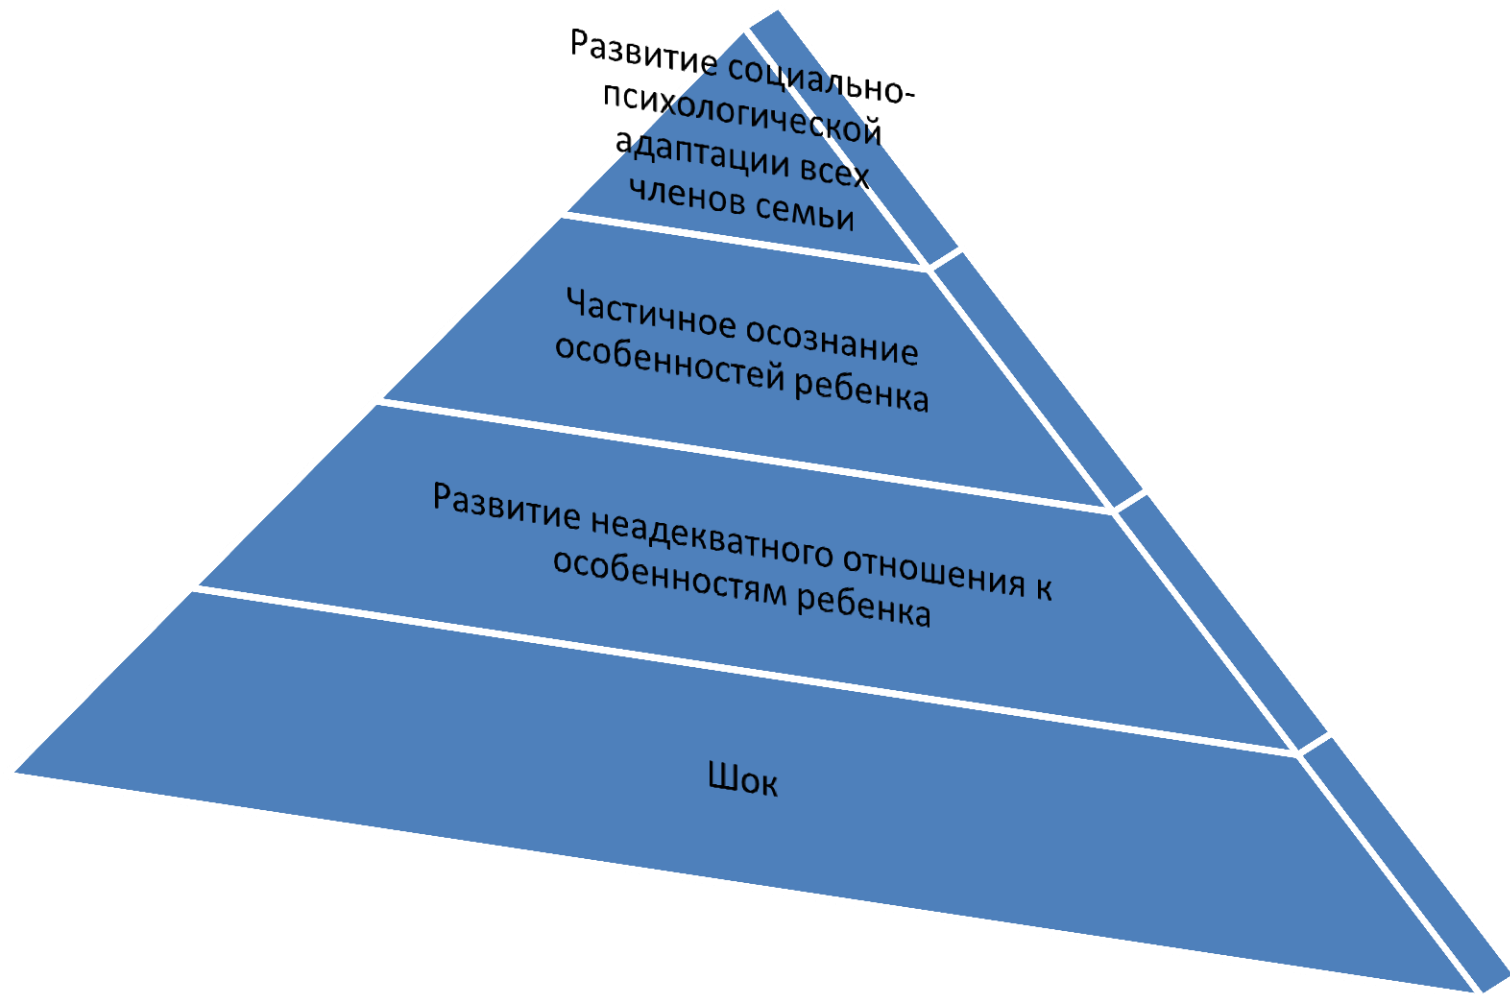 Развитие социально-
психологической
адаптации всех
членов семьи
Частичное осознание
особенностей ребенка
Развитие неадекватного отношения к
особенностям ребенка
Шок